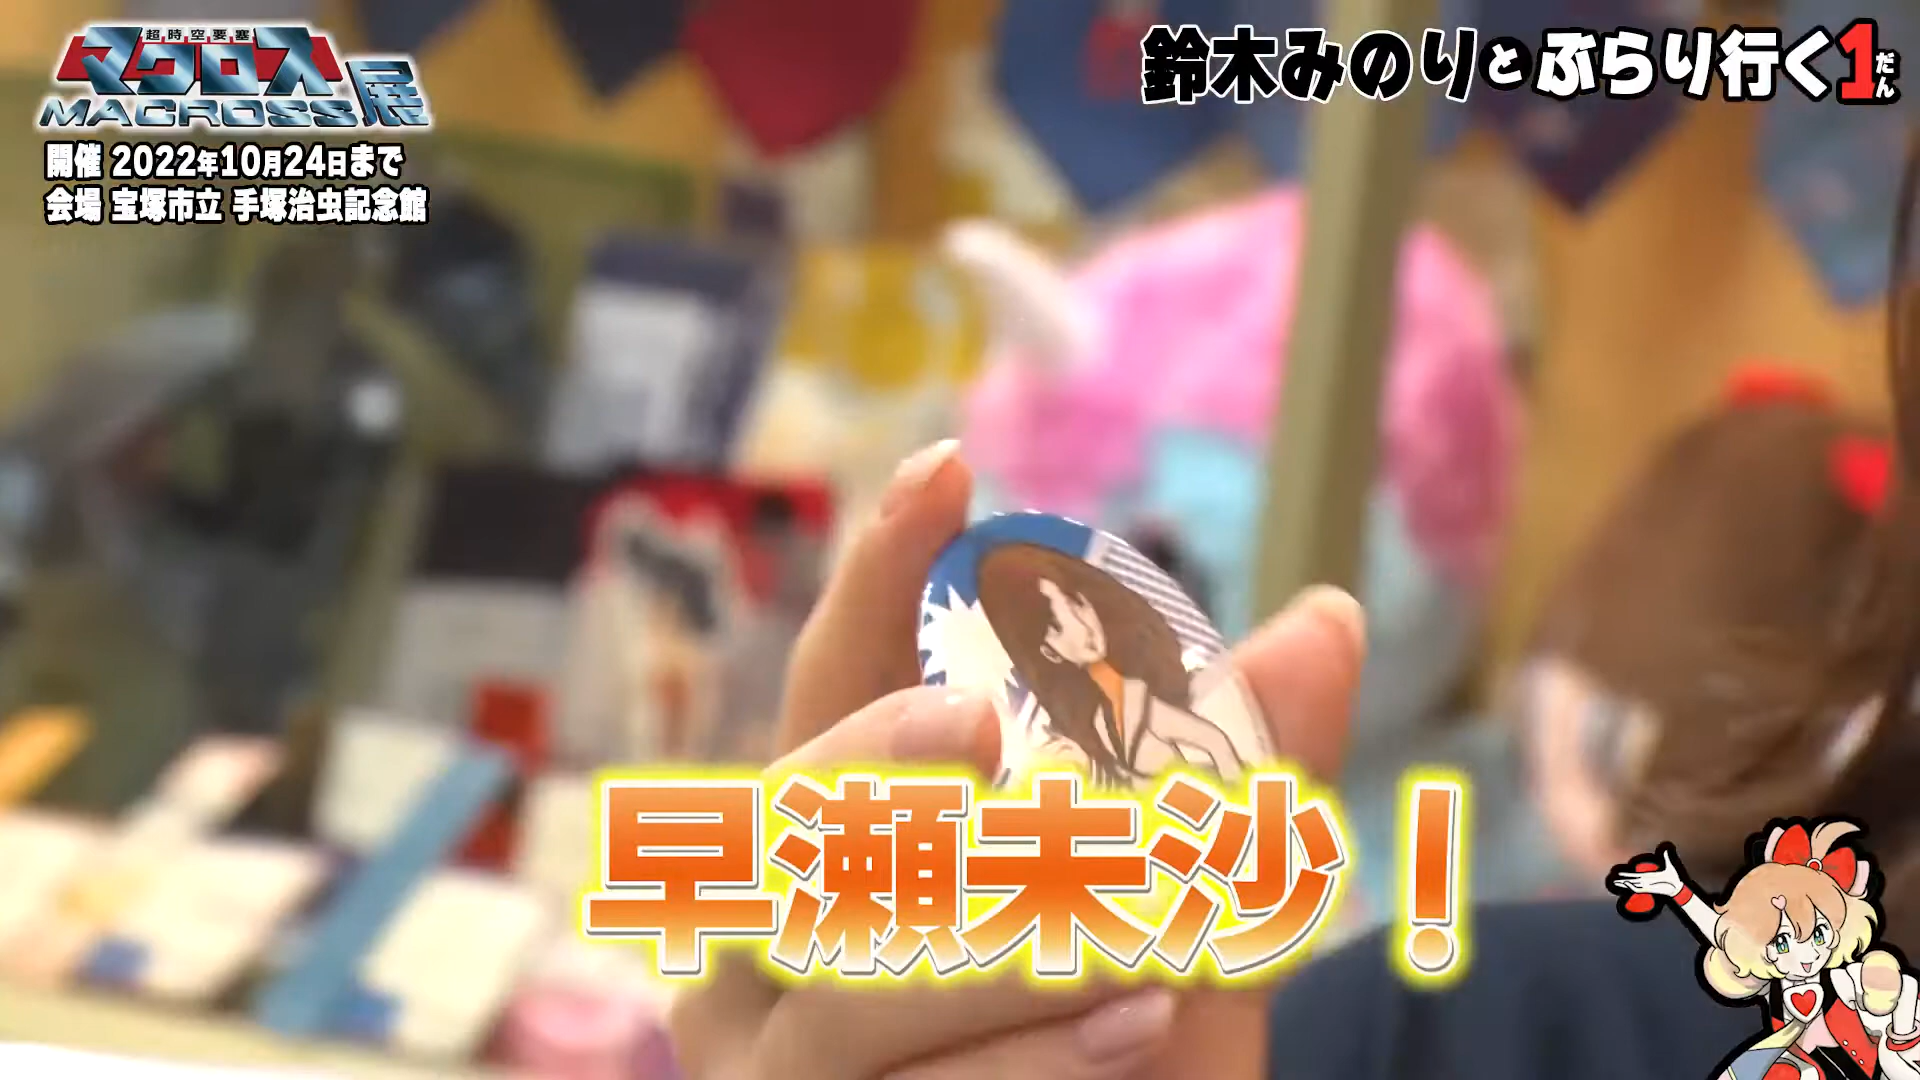 超時空要塞
マクロス展
MACROSS
開催 2022年10月24日まで
会場 宝塚市立 手塚治虫記念館
鈴木みのりとぶらり行く1だん
早瀬未沙！